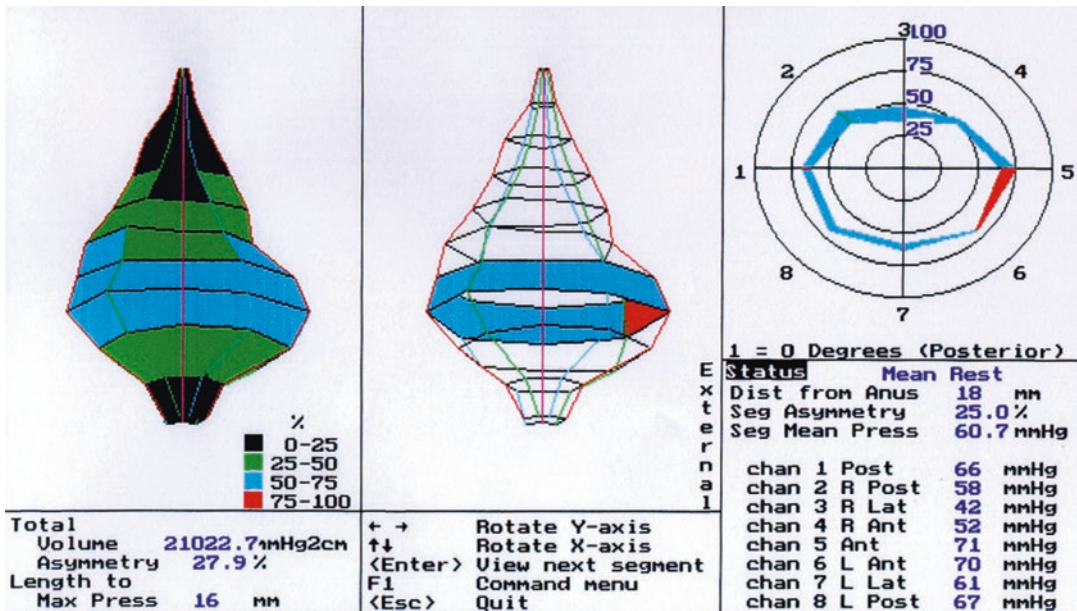 %
0-25
25-50
50-75
75-100
Total
Volume 21022.7mmHg2cm
Asymmetry 27.9%
Length to
Max Press 16 mm
← → Rotate Y-axis
↑↓ Rotate X-axis
<Enter> View next segment
F1 Command menu
<Esc> Quit
External
3
100
75
50
25
2
4
1
5
8
6
7
1 = 0 Degrees (Posterior)
Status Mean Rest
Dist from Anus 18 mm
Seg Asymmetry 25.0%
Seg Mean Press 60.7mmHg
chan 1 Post 66 mmHg
chan 2 R Post 58 mmHg
chan 3 R Lat 42 mmHg
chan 4 R Ant 52 mmHg
chan 5 Ant 71 mmHg
chan 6 L Ant 70 mmHg
chan 7 L Lat 61 mmHg
chan 8 L Post 67 mmHg